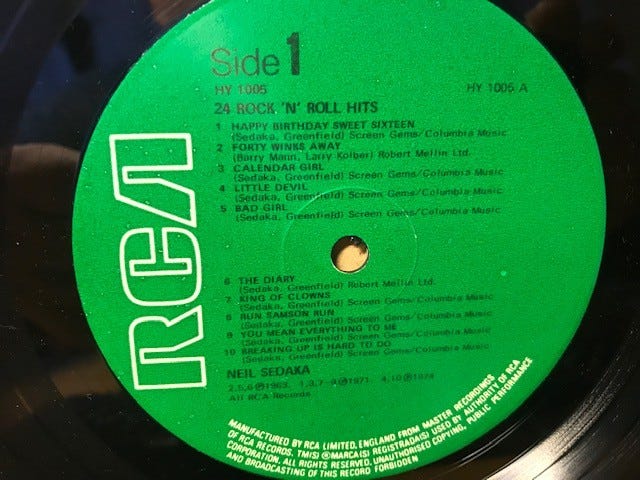 Side 1
HY 1005
HY 1005 A
24 ROCK 'N' ROLL HITS
1 HAPPY BIRTHDAY SWEET SIXTEEN
(Sedaka, Greenfield) Screen Gems/Columbia Music
2 FORTY WINKS AWAY
(Barry Mann, Larry Kolber) Robert Mellin Ltd.
3 CALENDAR GIRL
(Sedaka, Greenfield) Screen Gems/Columbia Music
4 LITTLE DEVIL
(Sedaka, Greenfield) Screen Gems/Columbia Music
5 BAD GIRL
(Sedaka, Greenfield) Screen Gems/Columbia Music
RCA
6 THE DIARY
(Sedaka, Greenfield) Robert Mellin Ltd.
7 KING OF CLOWNS
(Sedaka, Greenfield) Screen Gems/Columbia Music
8 RUN SAMSON RUN
(Sedaka, Greenfield) Screen Gems/Columbia Music
9 YOU MEAN EVERYTHING TO ME
(Sedaka, Greenfield) Screen Gems/Columbia Music
10 BREAKING UP IS HARD TO DO
(Sedaka, Greenfield) Screen Gems/Columbia Music
NEIL SEDAKA
All RCA Records
MANUFACTURED BY RCA LIMITED, ENGLAND FROM MASTER RECORDINGS
OF RCA RECORDS. TM(S) ® MARCA(S) REGISTRADA(S) USED BY AUTHORITY OF RCA
CORPORATION. ALL RIGHTS RESERVED. UNAUTHORISED COPYING, PUBLIC PERFORMANCE
AND BROADCASTING OF THIS RECORD FORBIDDEN